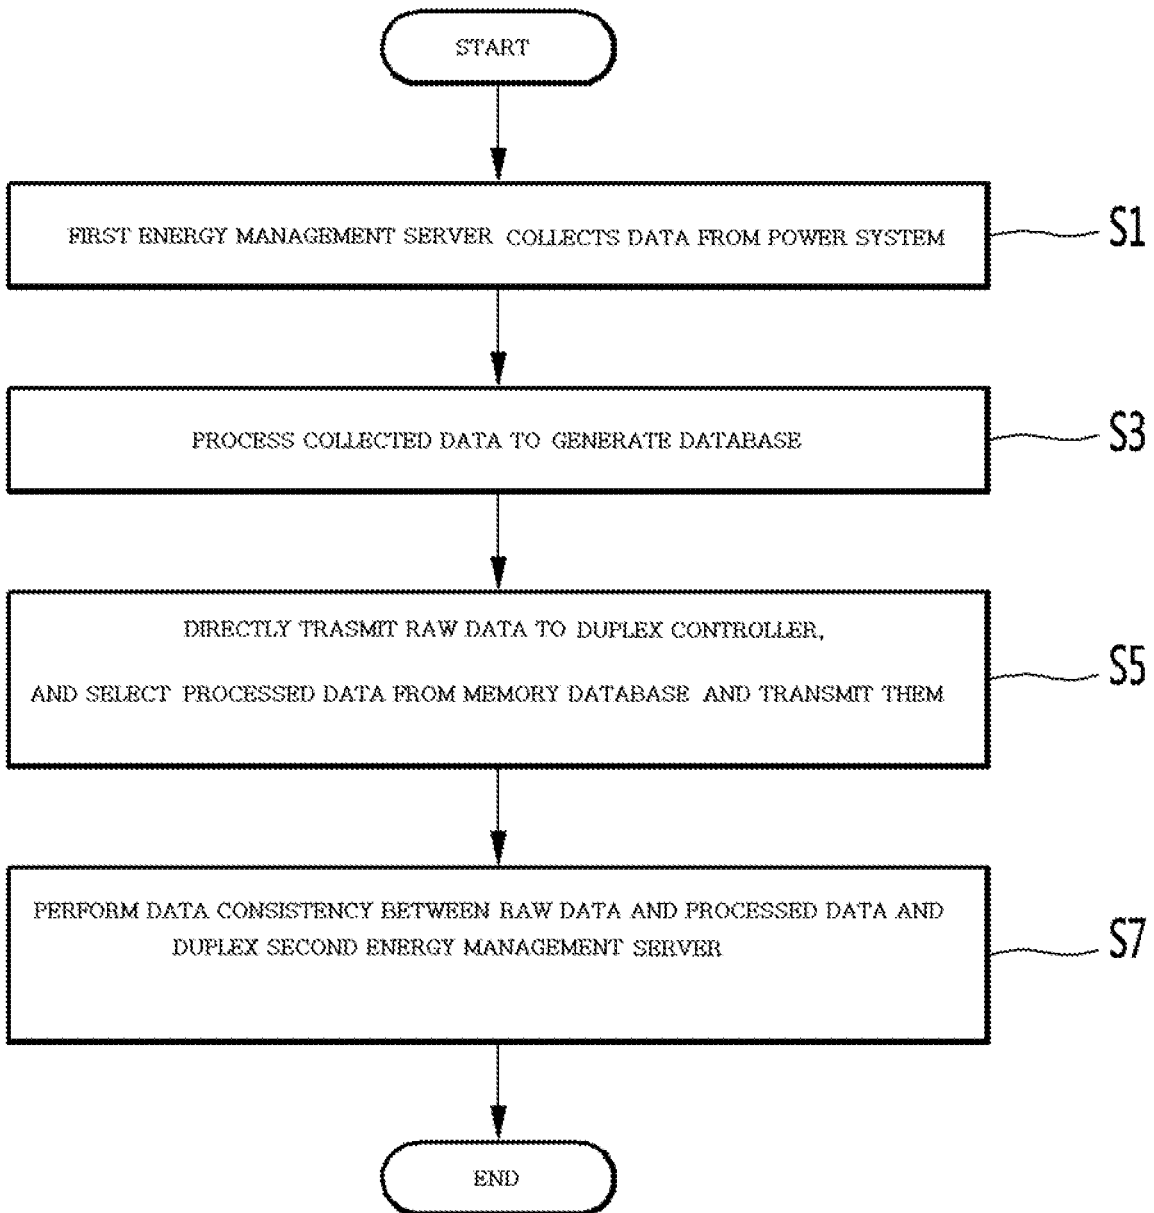 START
FIRST ENERGY MANAGEMENT SERVER COLLECTS DATA FROM POWER SYSTEM
S1
PROCESS COLLECTED DATA TO GENERATE DATABASE
S3
DIRECTLY TRASMIT RAW DATA TO DUPLEX CONTROLLER,
AND SELECT PROCESSED DATA FROM MEMORY DATABASE AND TRANSMIT THEM
S5
PERFORM DATA CONSISTENCY BETWEEN RAW DATA AND PROCESSED DATA AND
DUPLEX SECOND ENERGY MANAGEMENT SERVER
S7
END